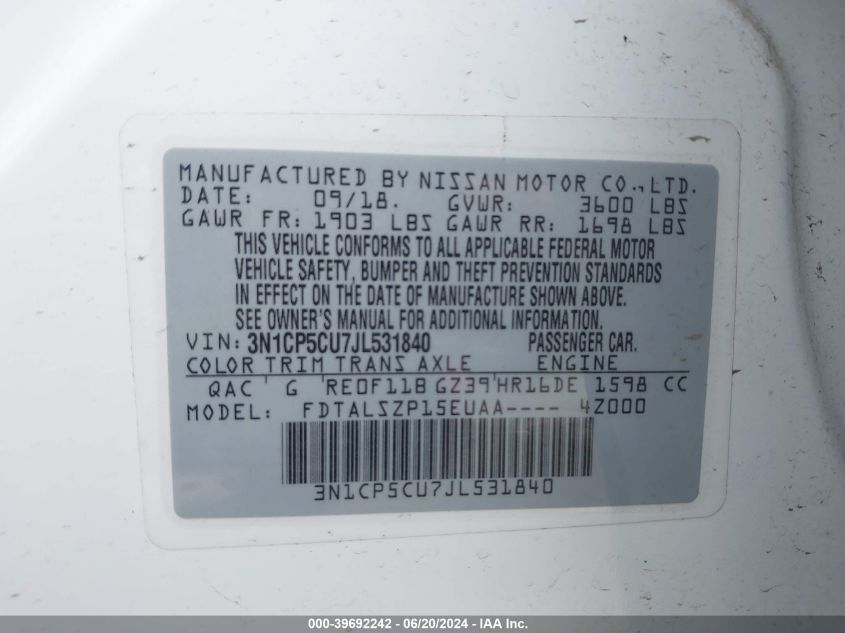 MANUFACTURED BY NISSAN MOTOR CO., LTD.
DATE: 09/18. GVWR: 3600 LBS
GAWR FR: 1903 LBS GAWR RR: 1698 LBS
THIS VEHICLE CONFORMS TO ALL APPLICABLE FEDERAL MOTOR
VEHICLE SAFETY, BUMPER AND THEFT PREVENTION STANDARDS
IN EFFECT ON THE DATE OF MANUFACTURE SHOWN ABOVE.
SEE OWNER'S MANUAL FOR ADDITIONAL INFORMATION.
VIN: 3N1CP5CU7JL531840 PASSENGER CAR.
COLOR TRIM TRANS AXLE ENGINE
QAC G RE0F11B GZ39 HR16DE 1598 CC
MODEL: FDTALSZP15EUAA---- 4Z000
3N1CP5CU7JL531840
000-39692242 - 06/20/2024 - IAA, Inc.